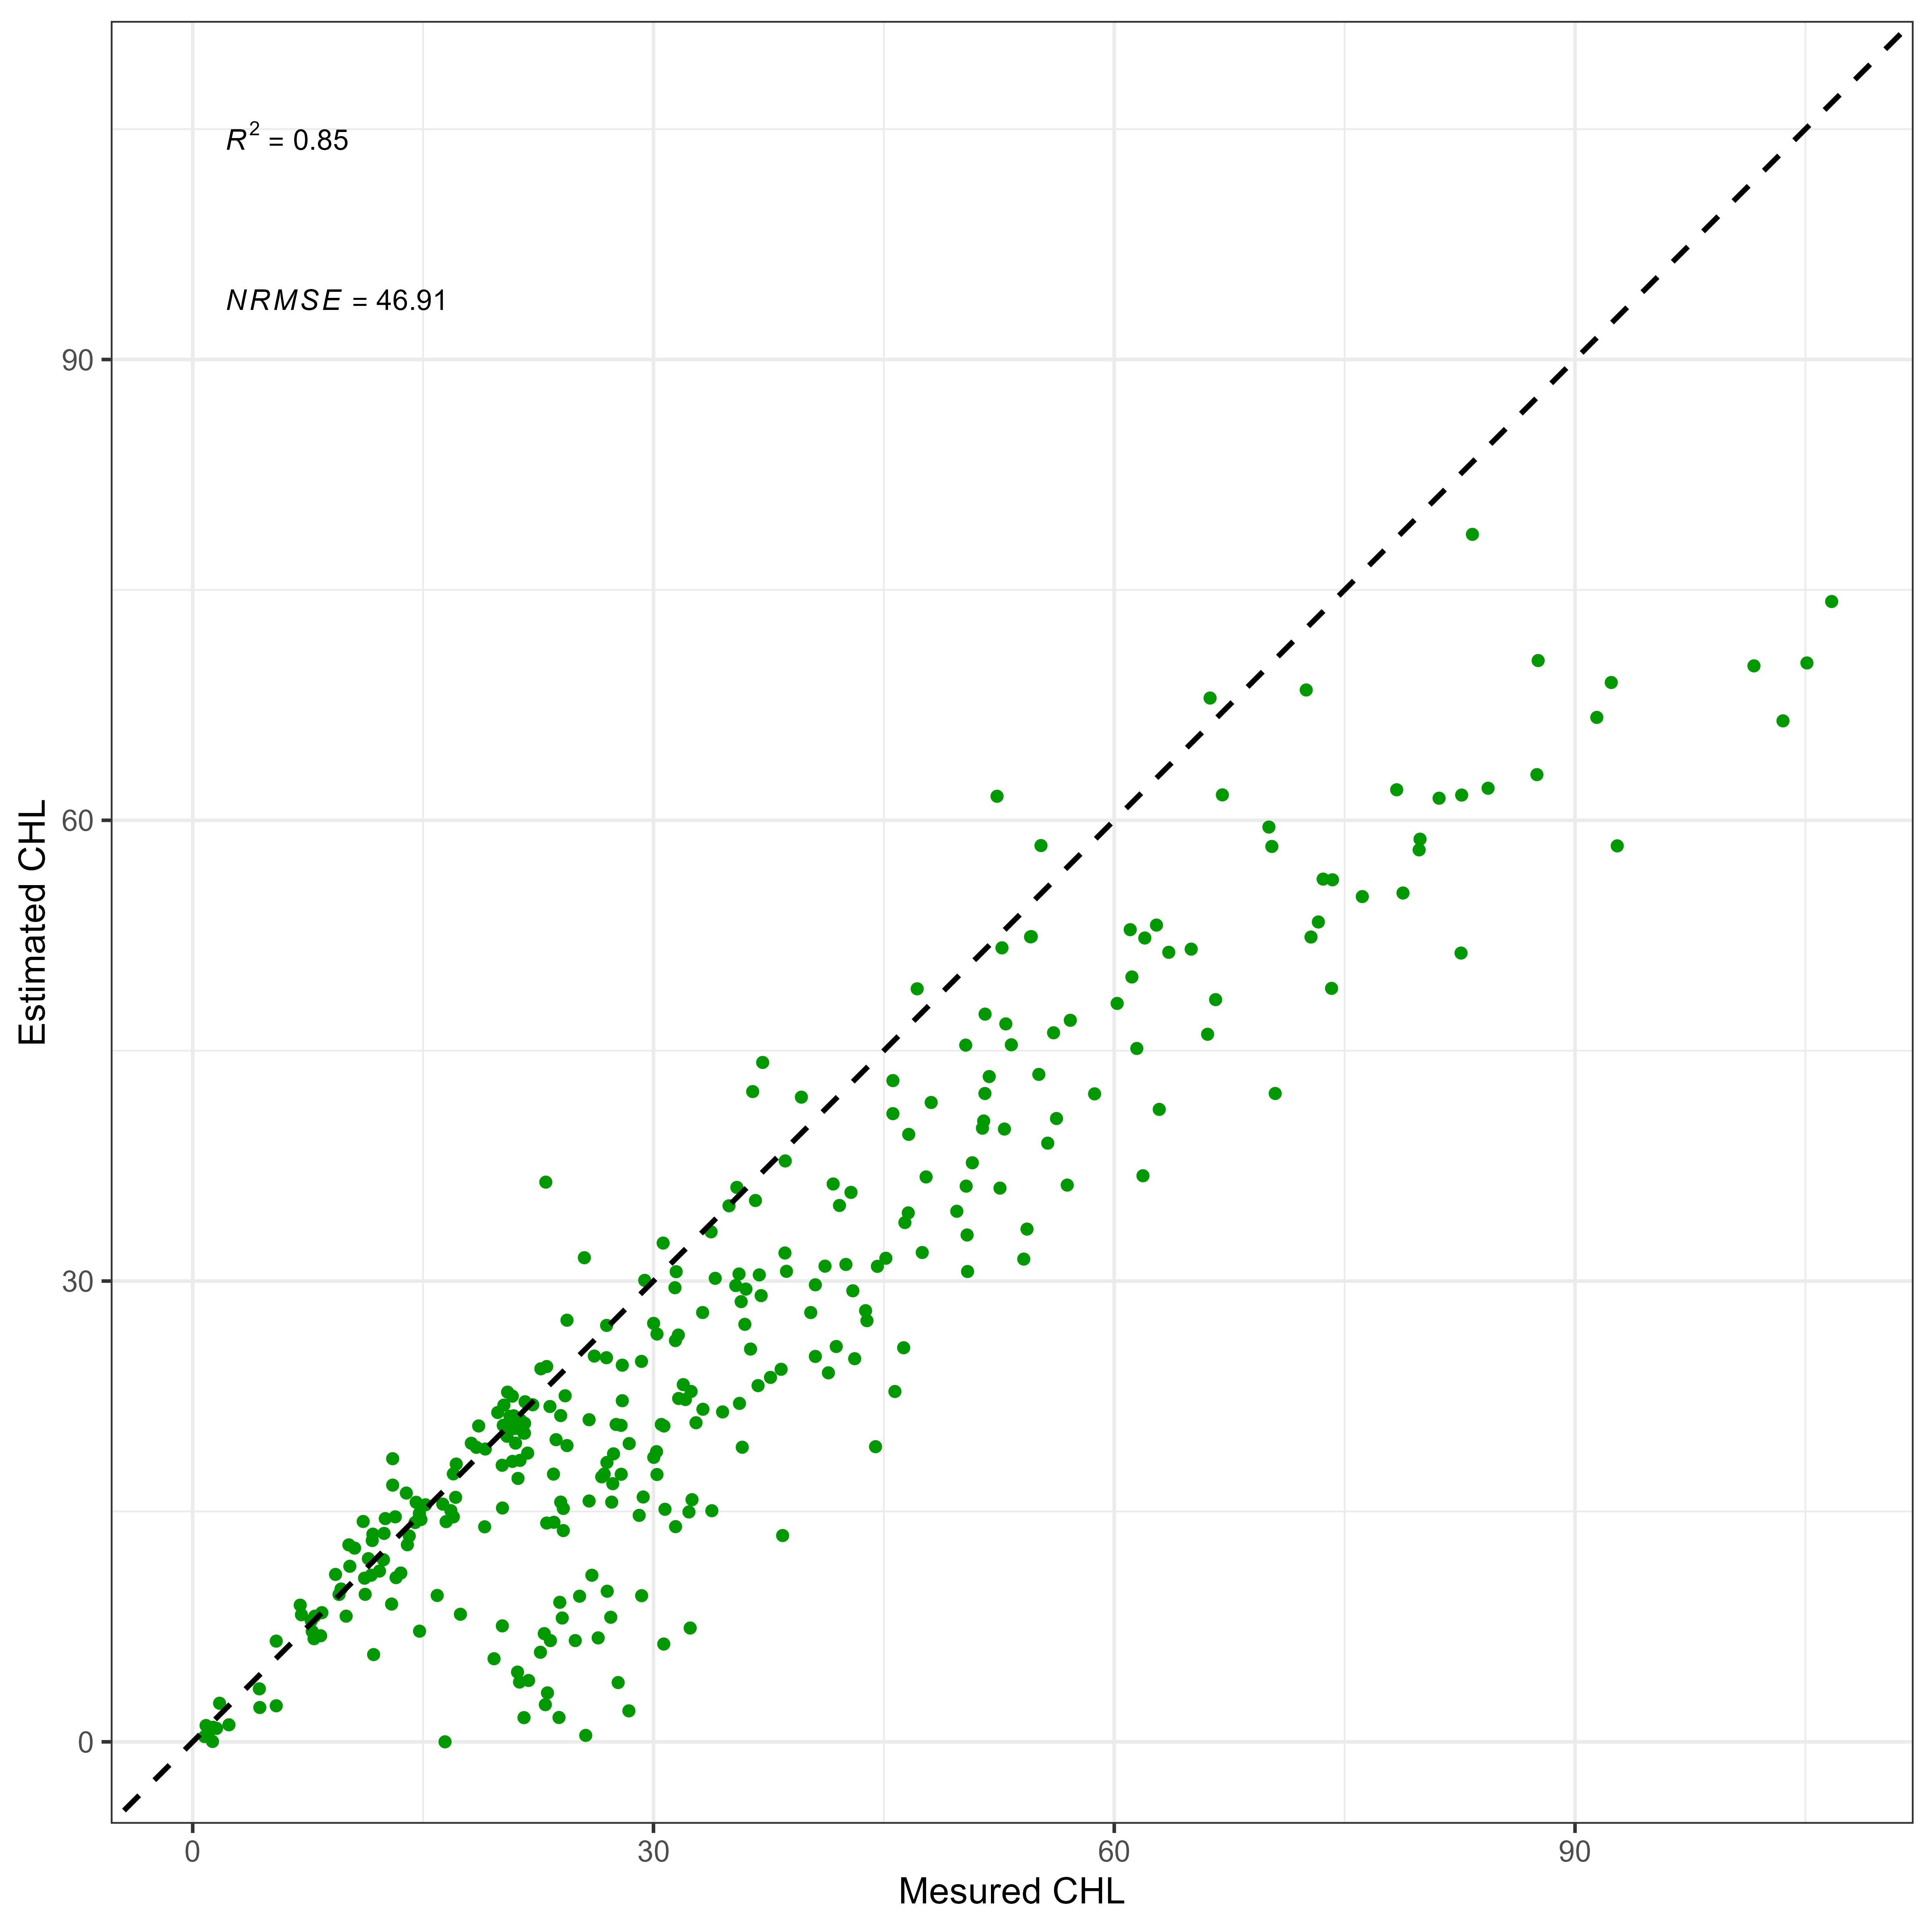 R² = 0.85
NRMSE = 46.91
90
60
30
0
Estimated CHL
0 30 60 90
Mesured CHL